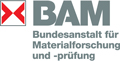 BAM
Bundesanstalt für
Materialforschung
und -prüfung